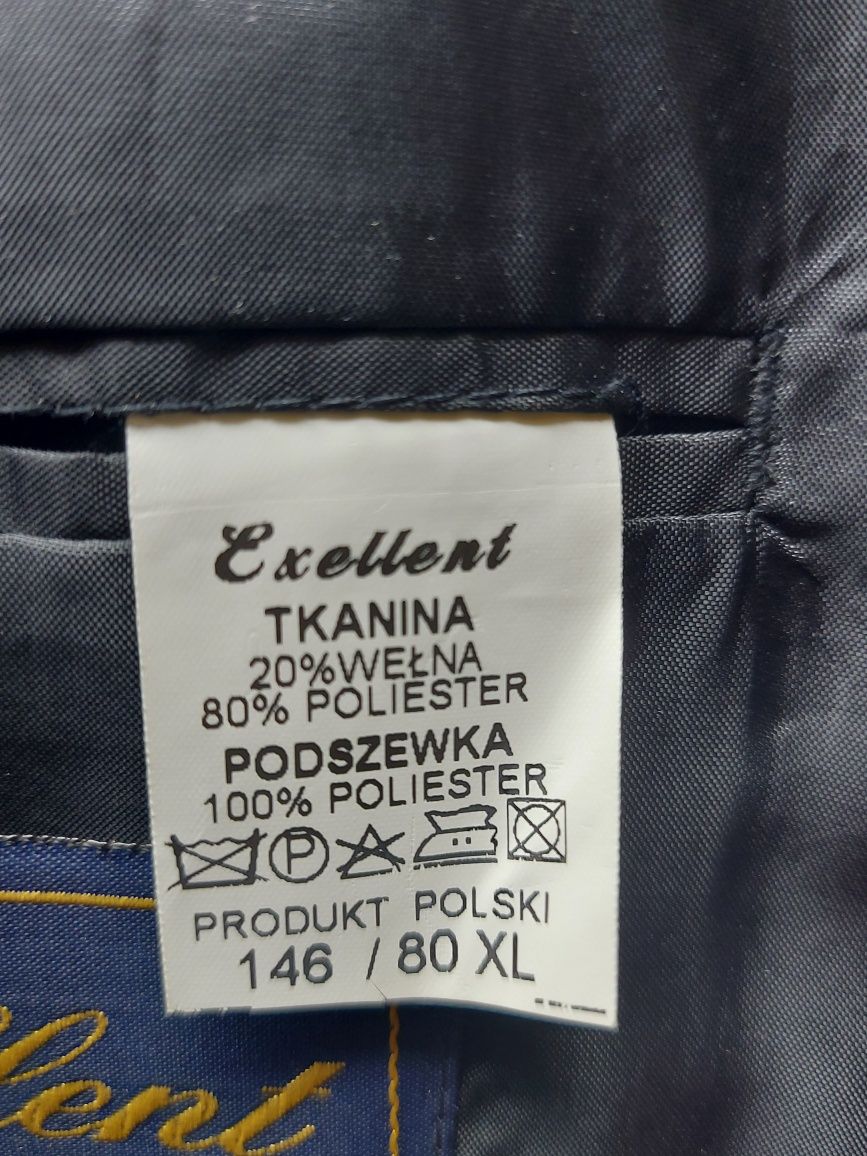 Exellent
TKANINA
20%WEŁNA
80% POLIESTER
PODSZEWKA
100% POLIESTER
P
PRODUKT POLSKI
146 / 80 XL